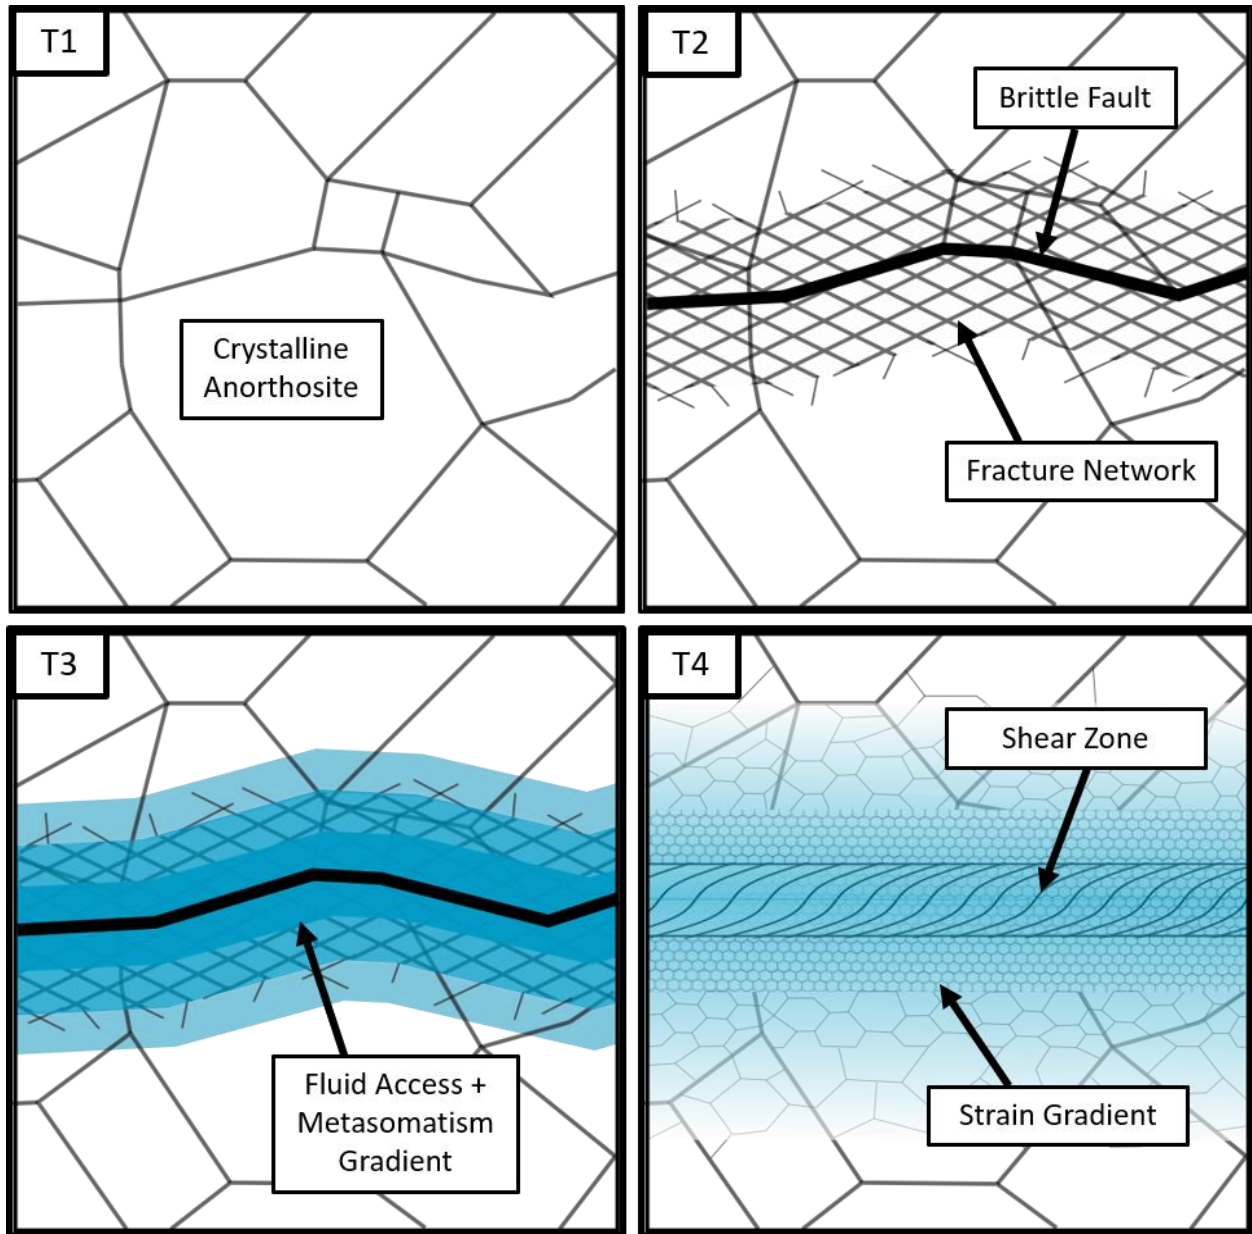 T1
Crystalline
Anorthosite
T2
Brittle Fault
Fracture Network
T3
Fluid Access +
Metasomatism
Gradient
T4
Shear Zone
Strain Gradient